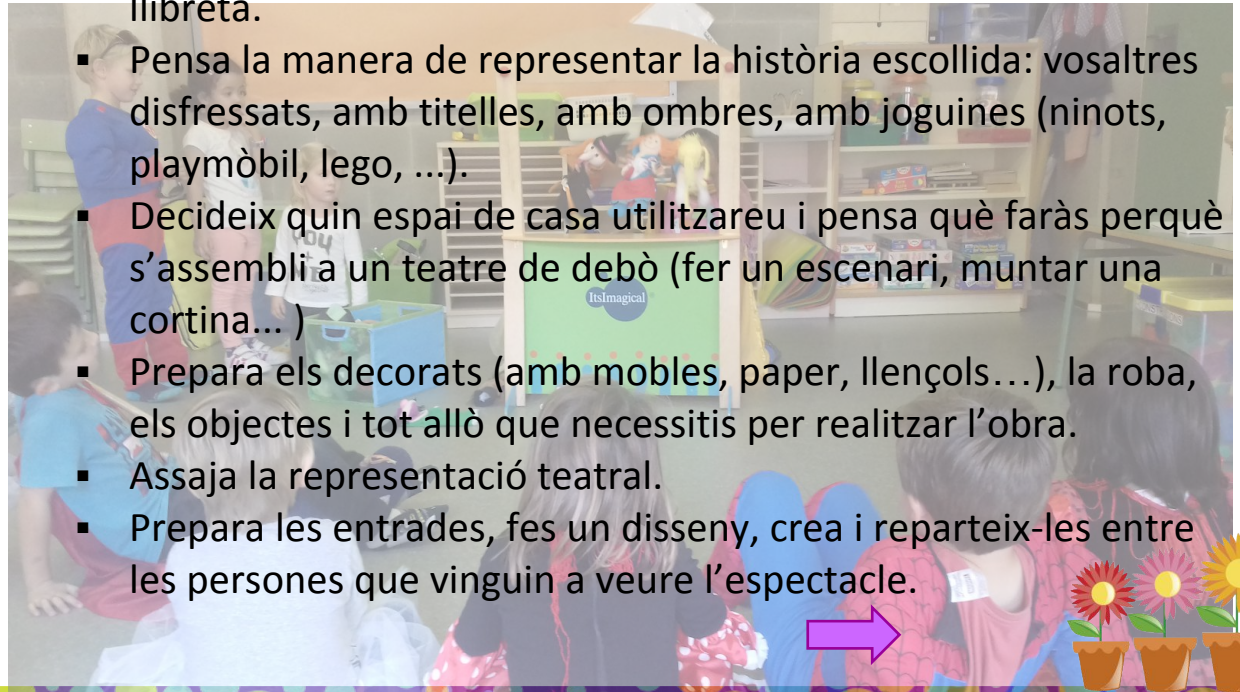 llibreta.
▪ Pensa la manera de representar la història escollida: vosaltres
disfressats, amb titelles, amb ombres, amb joguines (ninots,
playmòbil, lego, ...).
▪ Decideix quin espai de casa utilitzareu i pensa què faràs perquè
s’assembli a un teatre de debò (fer un escenari, muntar una
cortina... )
ItsImagical
▪ Prepara els decorats (amb mobles, paper, llençols…), la roba,
els objectes i tot allò que necessitis per realitzar l’obra.
▪ Assaja la representació teatral.
▪ Prepara les entrades, fes un disseny, crea i reparteix-les entre
les persones que vinguin a veure l’espectacle.